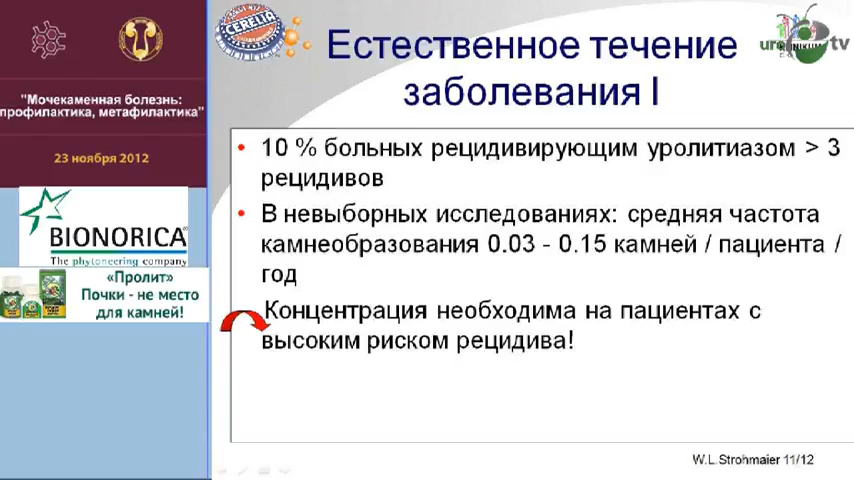 CERELIA
Естественное течение
заболевания I
uro
tv
"Мочекаменная болезнь:
профилактика, метафилактика"
23 ноября 2012
BIONORICA®
The phytoneering company
«Пролит»
Почки - не место
для камней!
• 10 % больных рецидивирующим уролитиазом > 3
рецидивов
• В невыборных исследованиях: средняя частота
камнеобразования 0.03 - 0.15 камней / пациента /
год
Концентрация необходима на пациентах с
высоким риском рецидива!
W.L.Strohmaier 11/12